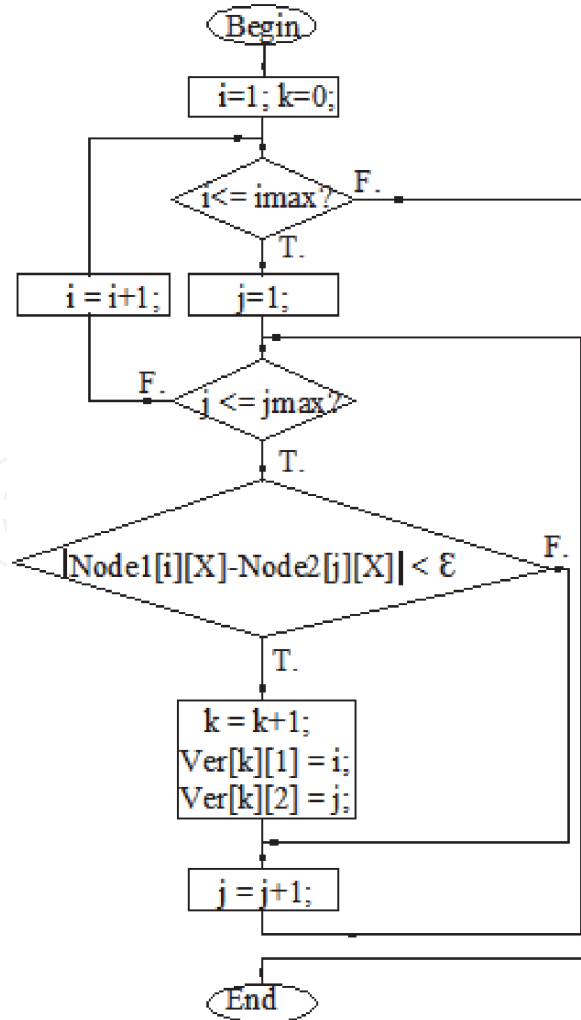 Begin
i=1; k=0;
i<= imax?
F.
T.
i = i+1;
j=1;
F.
j <= jmax?
T.
|Node1[i][X]-Node2[j][X]| < ε
F.
T.
k = k+1;
Ver[k][1] = i;
Ver[k][2] = j;
j = j+1;
End